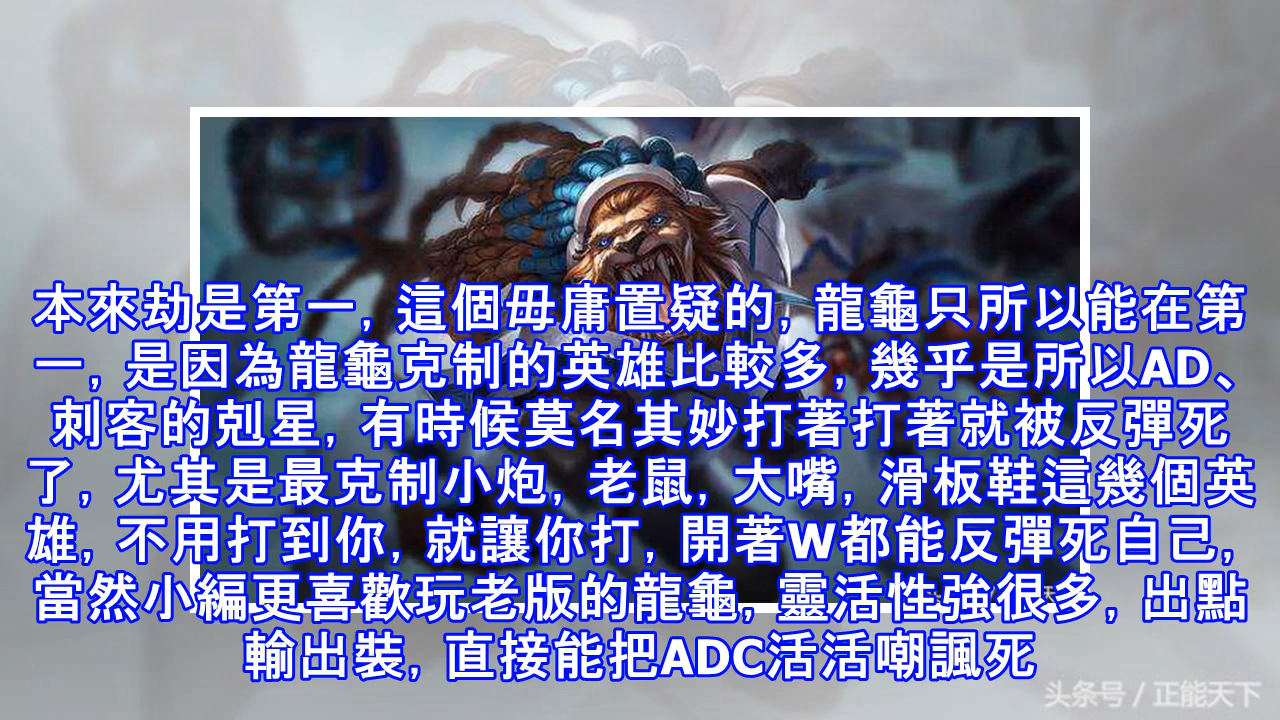 本來劫是第一, 這個毋庸置疑的, 龍龜只所以能在第
一, 是因為龍龜克制的英雄比較多, 幾乎是所以AD、
刺客的剋星, 有時候莫名其妙打著打著就被反彈死
了, 尤其是最克制小炮, 老鼠, 大嘴, 滑板鞋這幾個英
雄, 不用打到你, 就讓你打, 開著W都能反彈死自己,
當然小編更喜歡玩老版的龍龜, 靈活性強很多, 出點
輸出裝, 直接能把ADC活活嘲諷死
头条号 / 正能天下